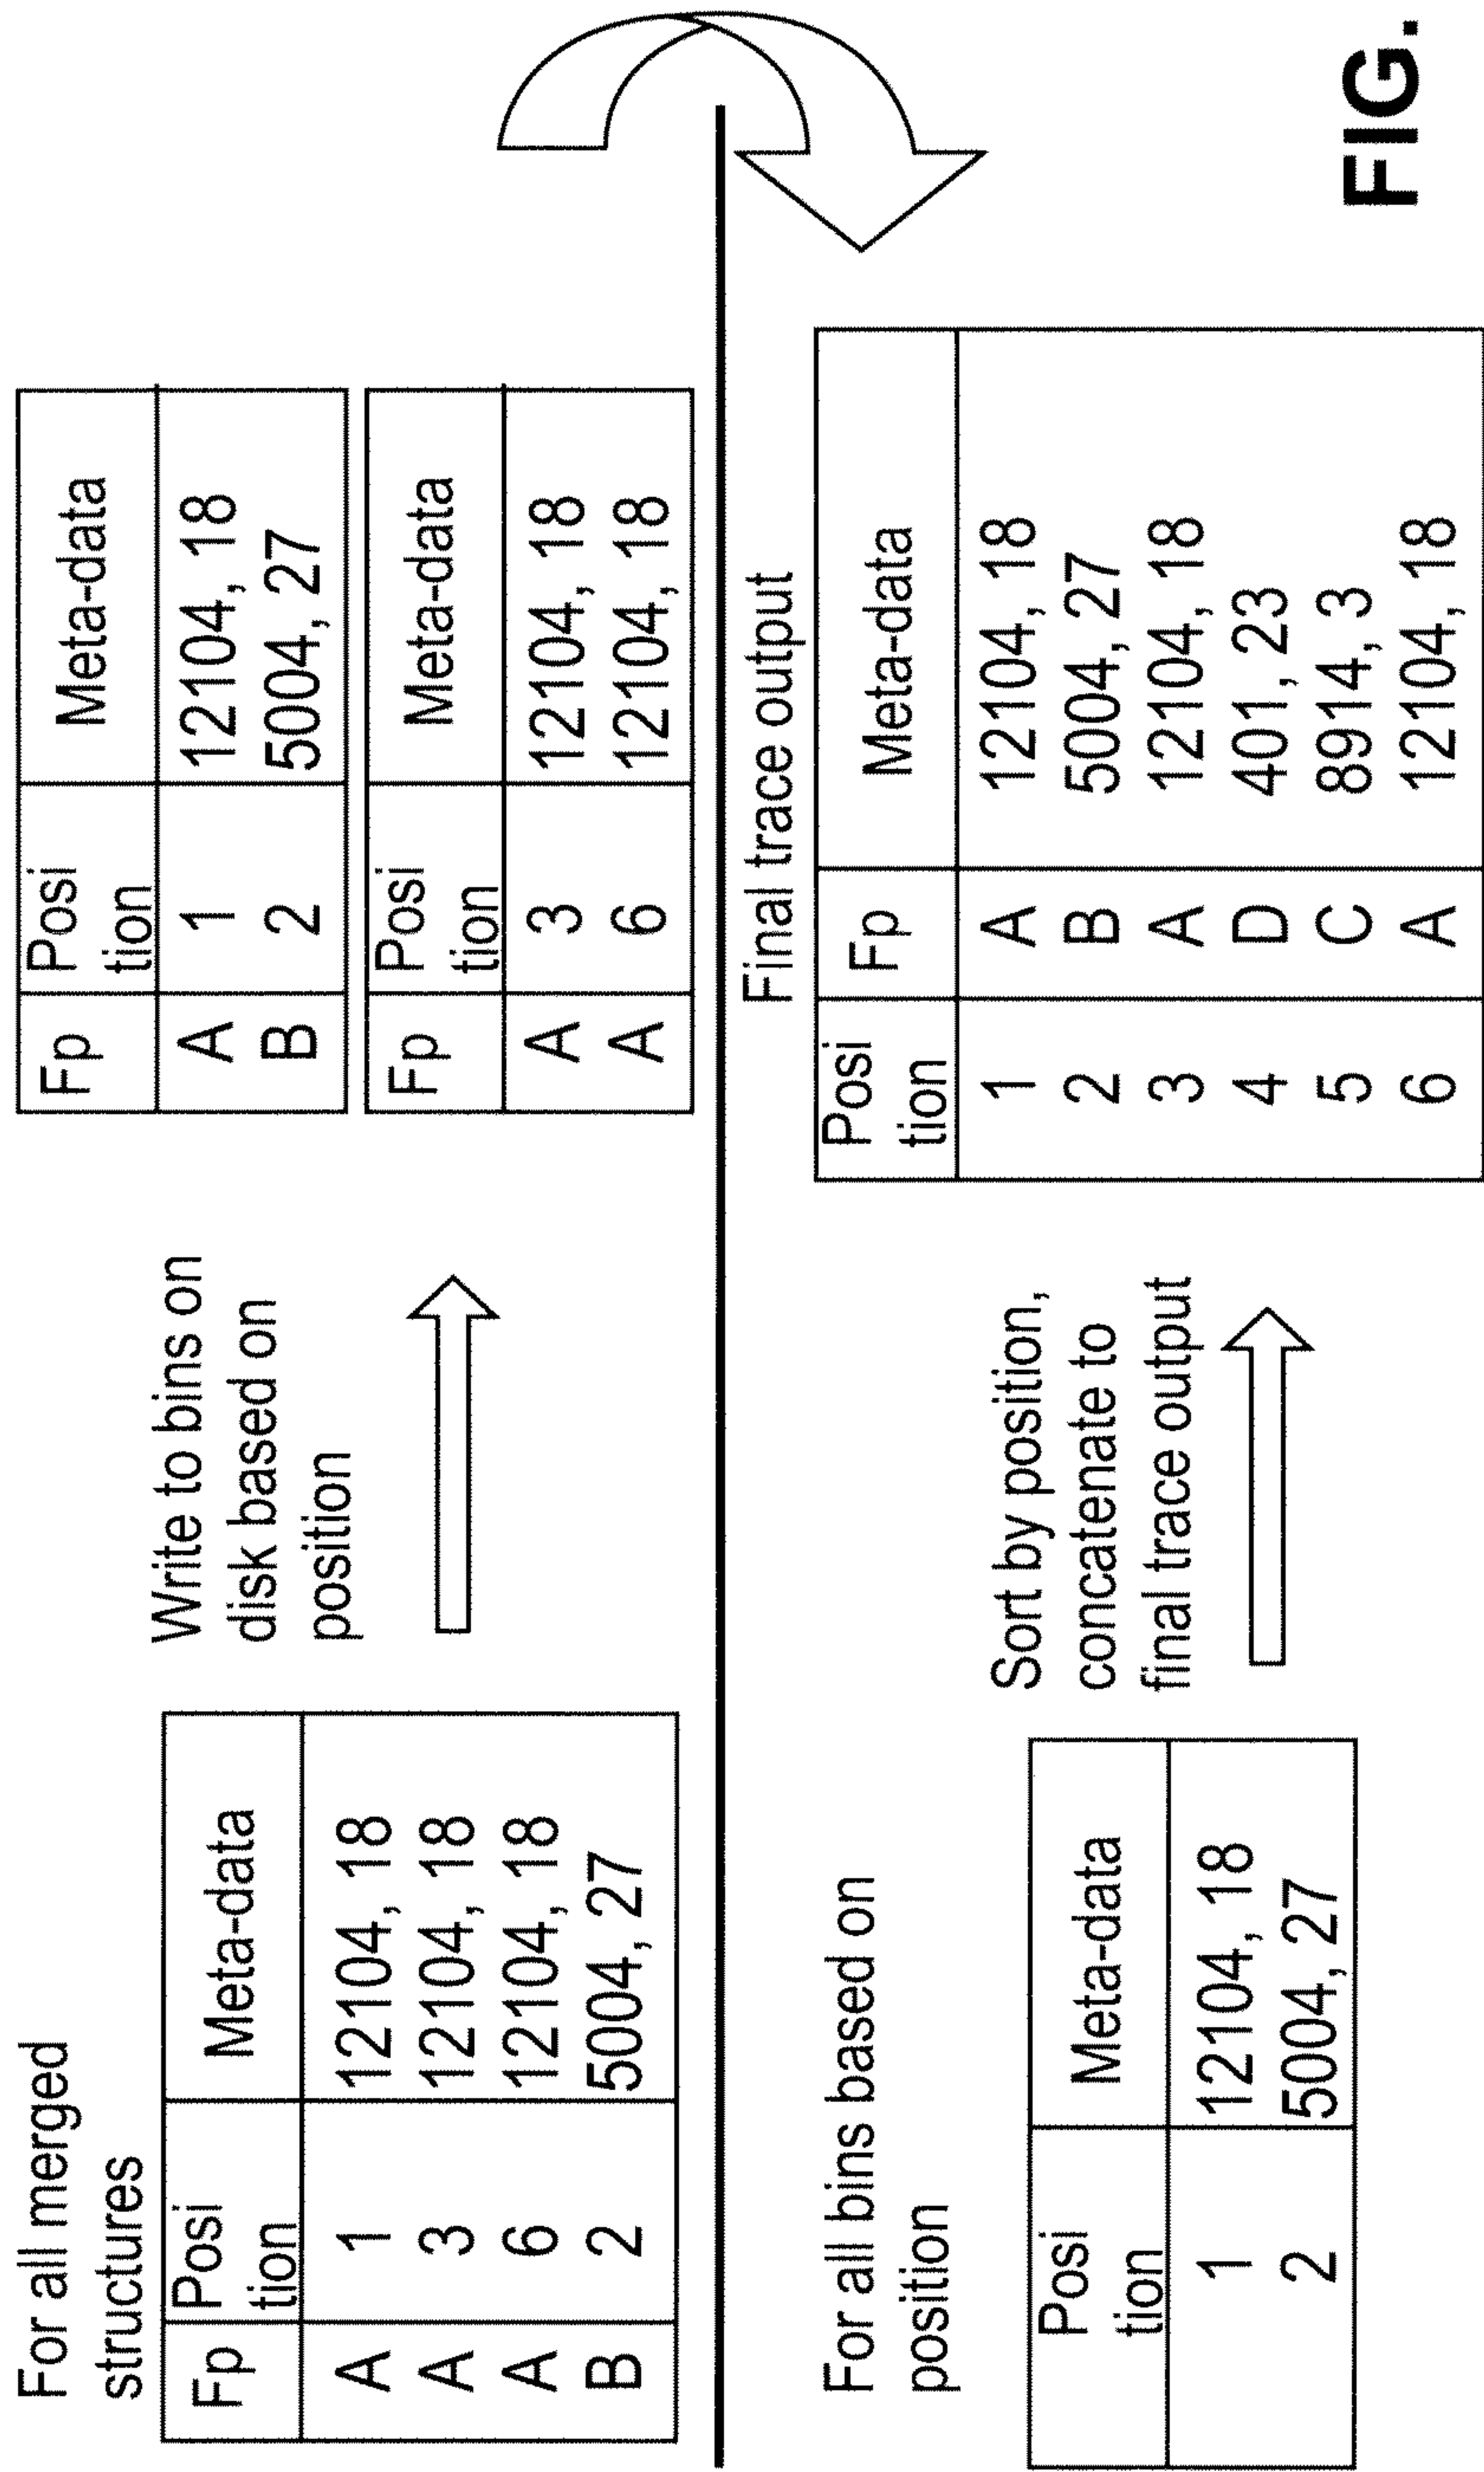 For all merged
structures
Fp Posi Meta-data
tion
A 1 12104, 18
A 3 12104, 18
A 6 12104, 18
B 2 5004, 27
Write to bins on
disk based on
position
Fp Posi Meta-data
tion
A 1 12104, 18
B 2 5004, 27
Fp Posi Meta-data
tion
A 3 12104, 18
A 6 12104, 18
For all bins based on
position
Posi Meta-data
tion
1 12104, 18
2 5004, 27
Sort by position,
concatenate to
final trace output
Final trace output
Posi Fp Meta-data
tion
1 A 12104, 18
2 B 5004, 27
3 A 12104, 18
4 D 401, 23
5 C 8914, 3
6 A 12104, 18
FIG.